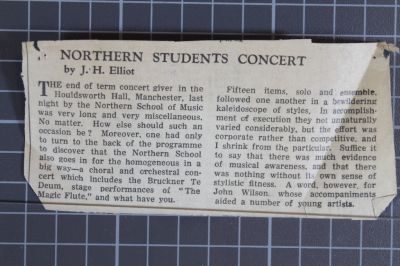 NORTHERN STUDENTS CONCERT
by J. H. Elliot
THE end of term concert giver in the
Houldsworth Hall, Manchester, last
night by the Northern School of Music
was very long and very miscellaneous.
No matter. How else should such an
occasion be? Moreover, one had only
to turn to the back of the programme
to discover that the Northern School
also goes in for the homogeneous in a
big way—a choral and orchestral con-
cert which includes the Bruckner Te
Deum, stage performances of "The
Magic Flute," and what have you.
Fifteen items, solo and ensemble,
followed one another in a bewildering
kaleidoscope of styles. In accomplish-
ment of execution they not unnaturally
varied considerably, but the effort was
corporate rather than competitive, and
I shrink from the particular. Suffice it
to say that there was much evidence
of musical awareness, and that there
was nothing without its own sense of
stylistic fitness. A word, however, for
John Wilson, whose accompaniments
aided a number of young artists.